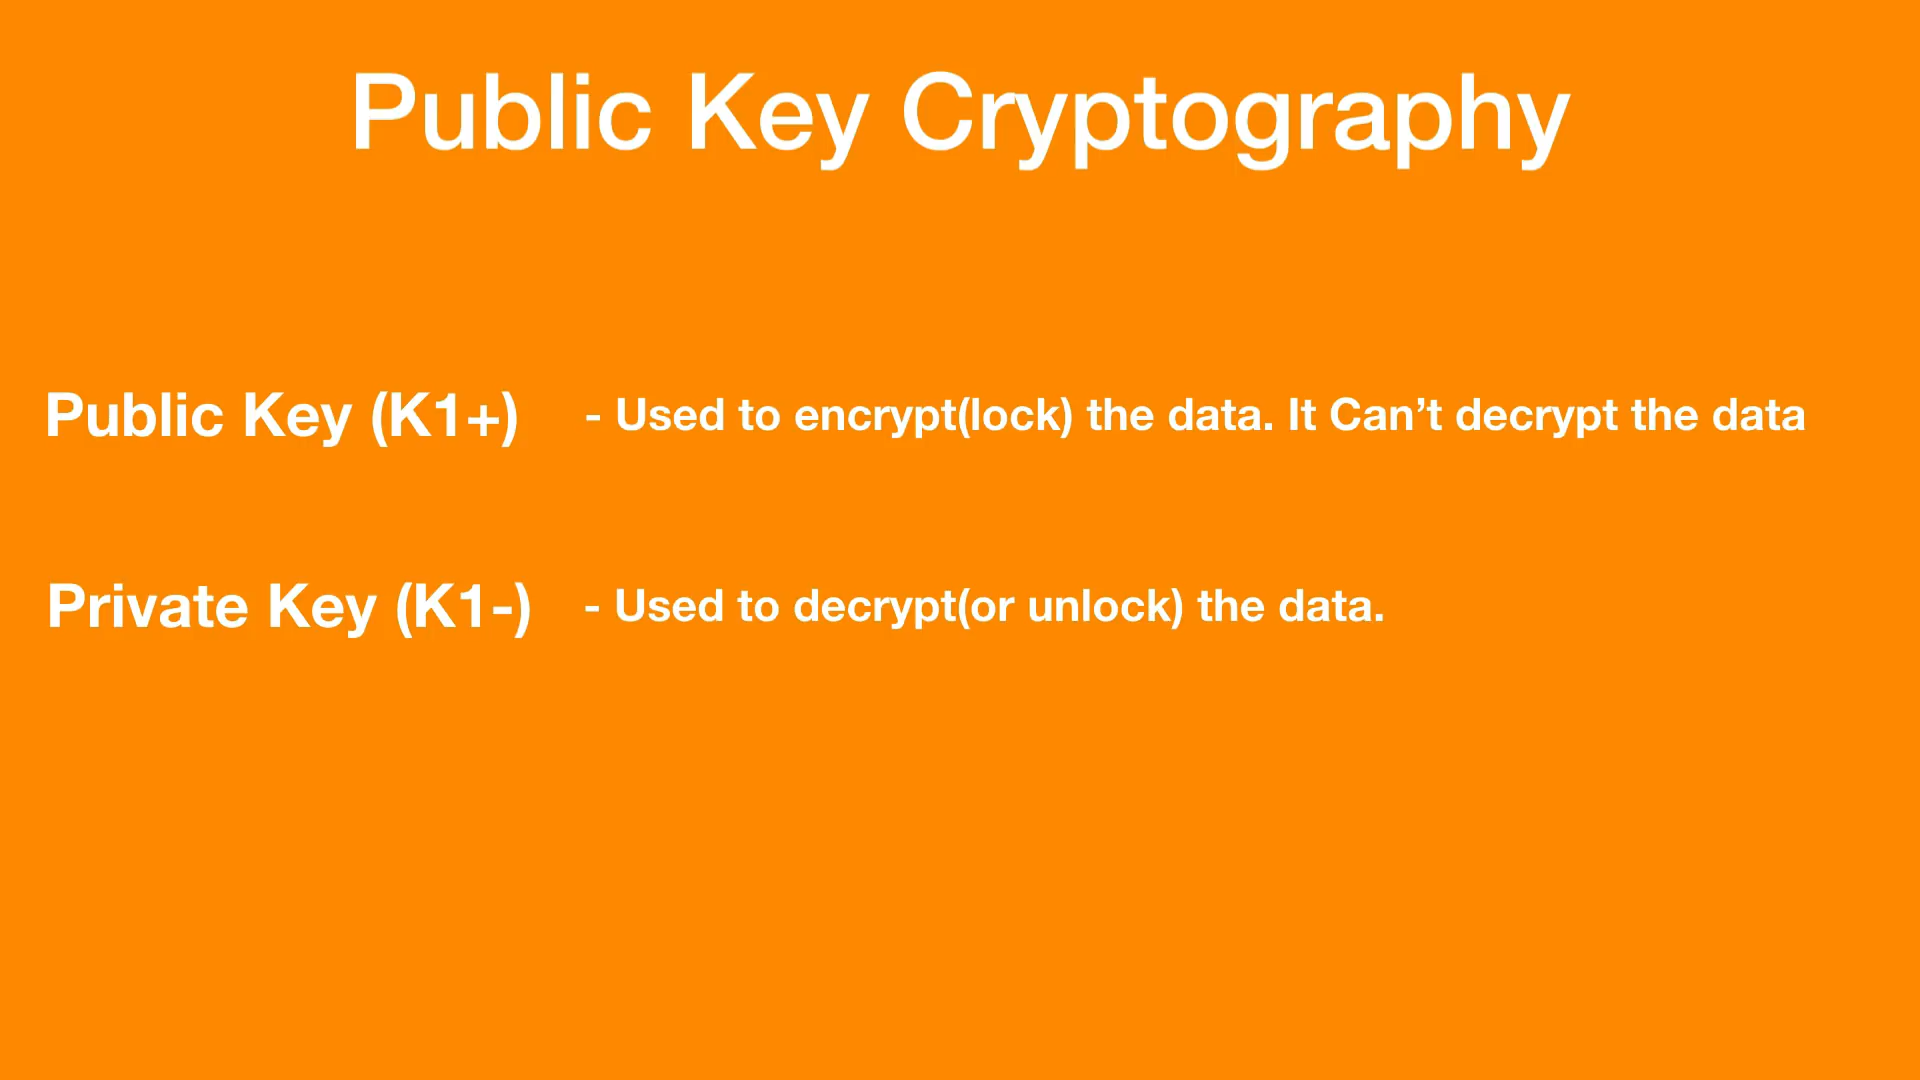 Public Key Cryptography
Public Key (K1+) - Used to encrypt(lock) the data. It Can’t decrypt the data
Private Key (K1-) - Used to decrypt(or unlock) the data.